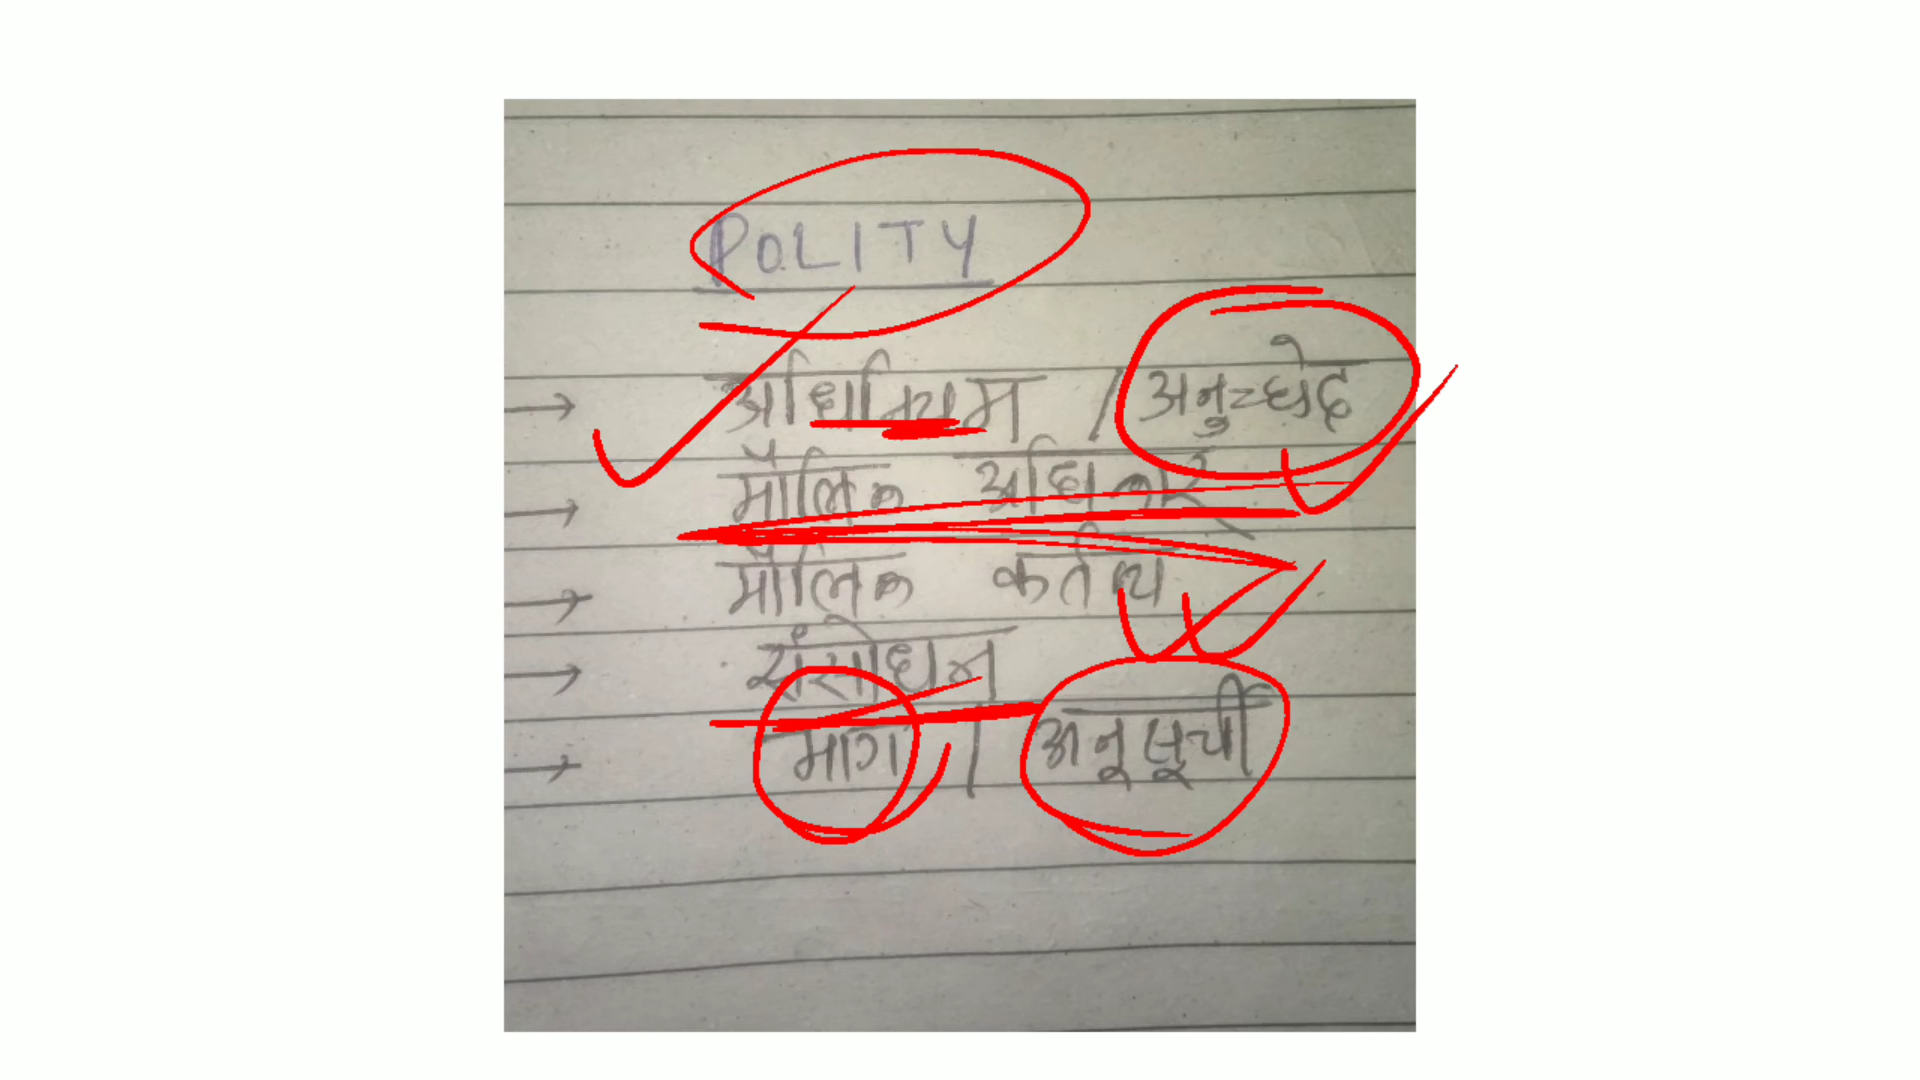 POLITY
→ अधिनियम / अनुच्छेद
→ मौलिक अधिकार
→ मौलिक कर्तव्य
→ संसोधन
→ भाग / अनुसूची